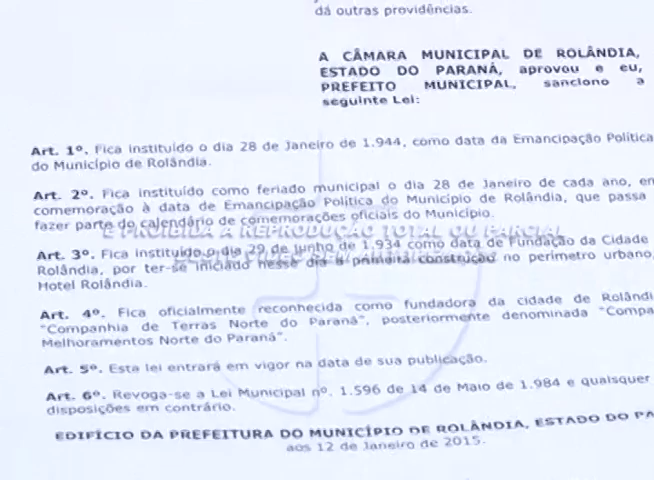 dá outras providências.
A CÂMARA MUNICIPAL DE ROLÂNDIA,
ESTADO DO PARANÁ, aprovou e eu,
PREFEITO MUNICIPAL, sanciono a
seguinte Lei:
Art. 1º. Fica instituído o dia 28 de Janeiro de 1.944, como data da Emancipação Política
do Município de Rolândia.
Art. 2º. Fica instituído como feriado municipal o dia 28 de Janeiro de cada ano, em
comemoração à data de Emancipação Política do Município de Rolândia, que passa
fazer parte do calendário de comemorações oficiais do Município.
É PROIBIDA A REPRODUÇÃO TOTAL OU PARCIAL
Art. 3º. Fica instituído o dia 29 de Junho de 1.934 como data de Fundação da Cidade
Rolândia, por ter-se iniciado nesse dia a primeira construção no perímetro urbano,
Hotel Rolândia.
Art. 4º. Fica oficialmente reconhecida como fundadora da cidade de Rolândi
"Companhia de Terras Norte do Paraná", posteriormente denominada "Compa
Melhoramentos Norte do Paraná".
Art. 5º. Esta lei entrará em vigor na data de sua publicação.
Art. 6º. Revoga-se a Lei Municipal nº. 1.596 de 14 de Maio de 1.984 e quaisquer
disposições em contrário.
EDIFÍCIO DA PREFEITURA DO MUNICÍPIO DE ROLÂNDIA, ESTADO DO PA
aos 12 de Janeiro de 2015.